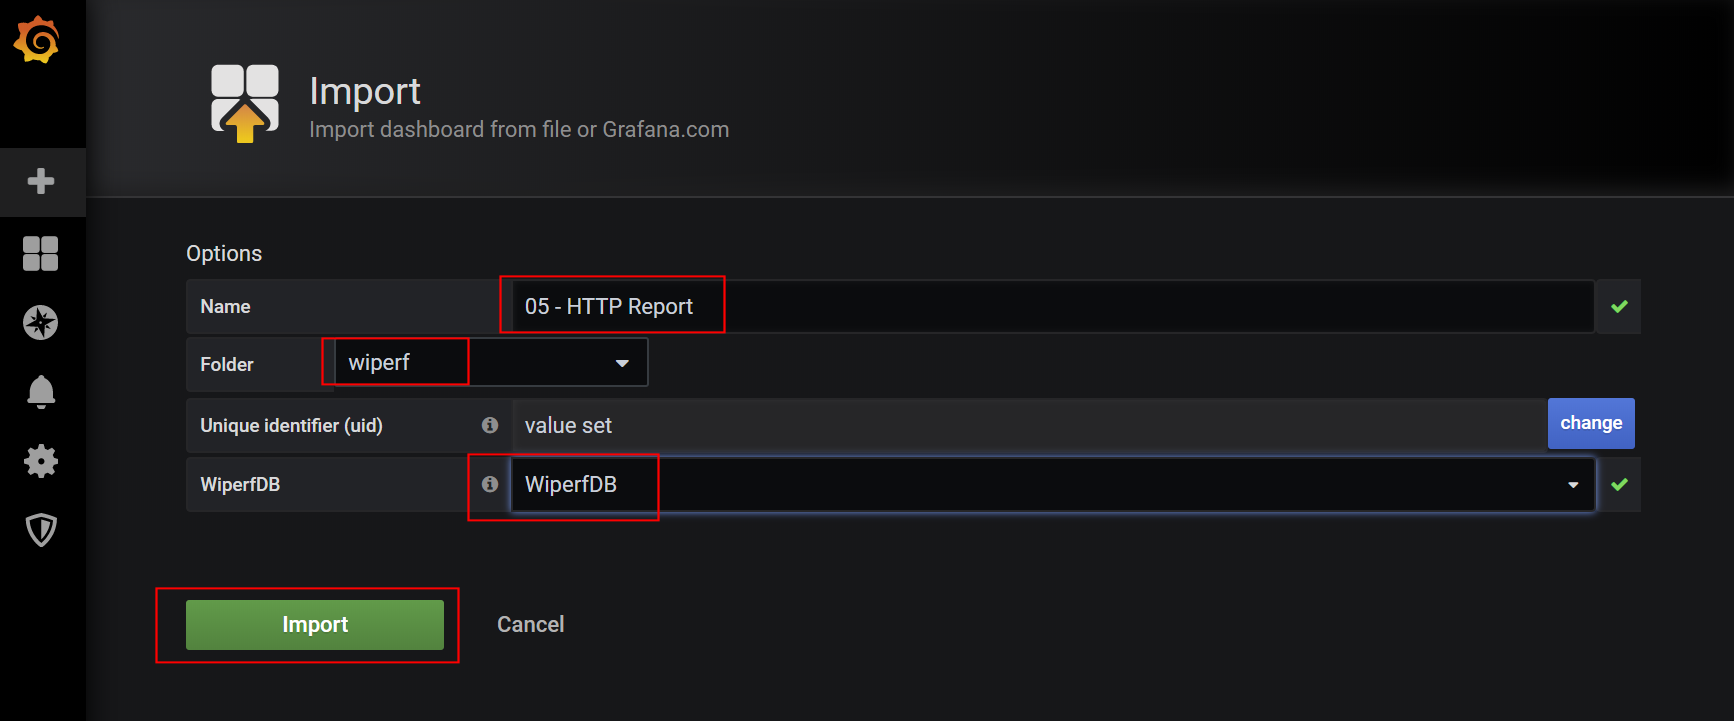 Import
Import dashboard from file or Grafana.com
Options
Name 05 - HTTP Report
Folder wiperf
Unique identifier (uid) value set change
WiperfDB WiperfDB
Import Cancel